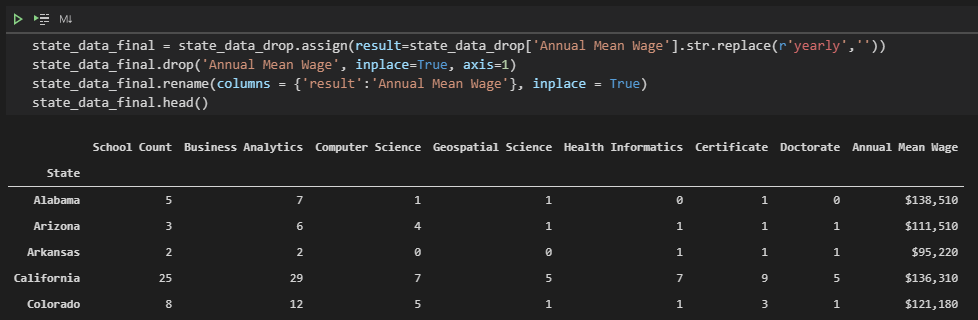 M↓
state_data_final = state_data_drop.assign(result=state_data_drop['Annual Mean Wage'].str.replace(r'yearly',''))
state_data_final.drop('Annual Mean Wage', inplace=True, axis=1)
state_data_final.rename(columns = {'result':'Annual Mean Wage'}, inplace = True)
state_data_final.head()
School Count Business Analytics Computer Science Geospatial Science Health Informatics Certificate Doctorate Annual Mean Wage
State
Alabama 5 7 1 1 0 1 0 $138,510
Arizona 3 6 4 1 1 1 1 $111,510
Arkansas 2 2 0 0 1 1 1 $95,220
California 25 29 7 5 7 9 5 $136,310
Colorado 8 12 5 1 1 3 1 $121,180